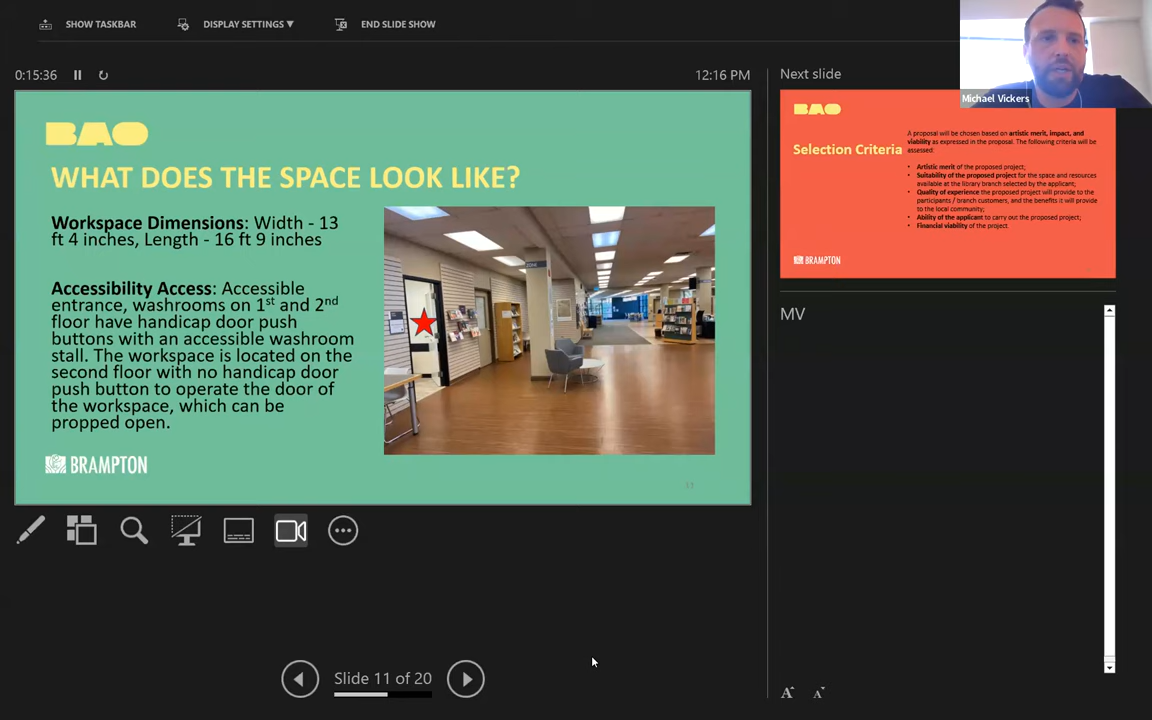 SHOW TASKBAR
DISPLAY SETTINGS ▼
END SLIDE SHOW
0:15:36
12:16 PM
Next slide
Michael Vickers
BAO
WHAT DOES THE SPACE LOOK LIKE?
Workspace Dimensions: Width - 13
ft 4 inches, Length - 16 ft 9 inches
Accessibility Access: Accessible
entrance, washrooms on 1st and 2nd
floor have handicap door push
buttons with an accessible washroom
stall. The workspace is located on the
second floor with no handicap door
push button to operate the door of
the workspace, which can be
propped open.
BRAMPTON
11
BAO
Selection Criteria
A proposal will be chosen based on artistic merit, impact, and
viability as expressed in the proposal. The following criteria will be
assessed:
• Artistic merit of the proposed project;
• Suitability of the proposed project for the space and resources
available at the library branch selected by the applicant;
• Quality of experience the proposed project will provide to the
participants / branch customers, and the benefits it will provide
to the local community;
• Ability of the applicant to carry out the proposed project;
• Financial viability of the project.
BRAMPTON
MV
Slide 11 of 20
A
A